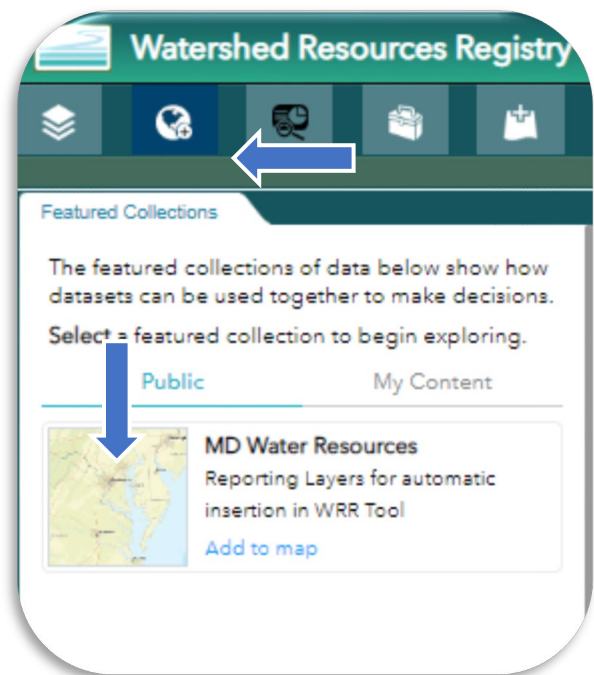 Watershed Resources Registry
Featured Collections
The featured collections of data below show how
datasets can be used together to make decisions.
Select a featured collection to begin exploring.
Public
My Content
MD Water Resources
Reporting Layers for automatic
insertion in WRR Tool
Add to map